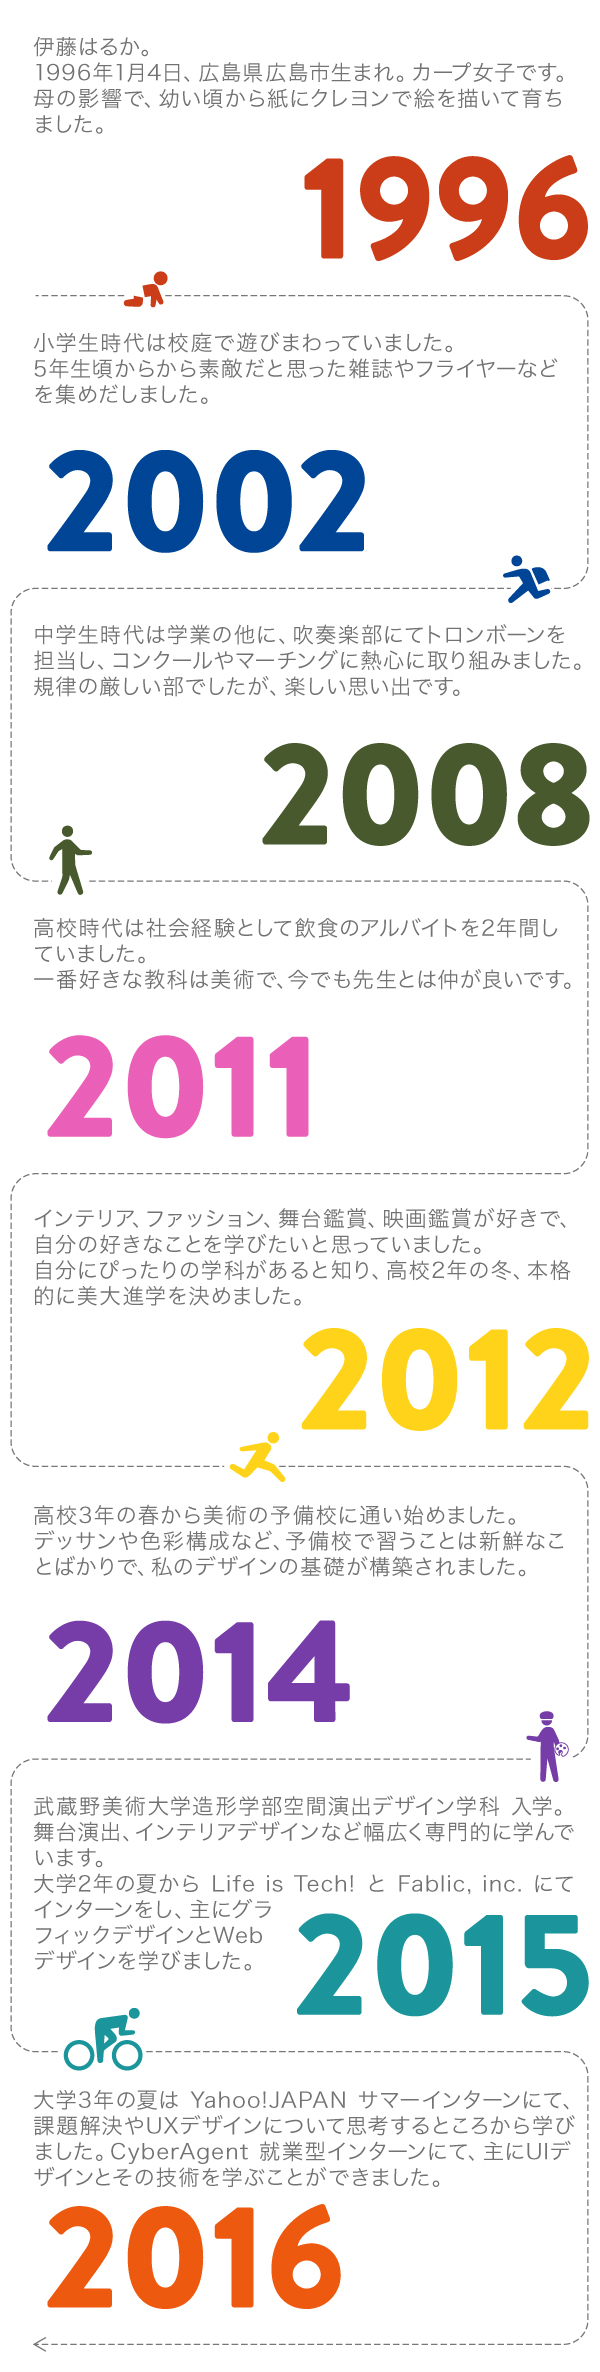 伊藤はるか。
1996年1月4日、広島県広島市生まれ。カープ女子です。
母の影響で、幼い頃から紙にクレヨンで絵を描いて育ち
ました。
1996
小学生時代は校庭で遊びまわっていました。
5年生頃からから素敵だと思った雑誌やフライヤーなど
を集めだしました。
2002
中学生時代は学業の他に、吹奏楽部にてトロンボーンを
担当し、コンクールやマーチングに熱心に取り組みました。
規律の厳しい部でしたが、楽しい思い出です。
2008
高校時代は社会経験として飲食のアルバイトを2年間し
ていました。
一番好きな教科は美術で、今でも先生とは仲が良いです。
2011
インテリア、ファッション、舞台鑑賞、映画鑑賞が好きで、
自分の好きなことを学びたいと思っていました。
自分にぴったりの学科があると知り、高校2年の冬、本格
的に美大進学を決めました。
2012
高校3年の春から美術の予備校に通い始めました。
デッサンや色彩構成など、予備校で習うことは新鮮なこ
とばかりで、私のデザインの基礎が構築されました。
2014
武蔵野美術大学造形学部空間演出デザイン学科 入学。
舞台演出、インテリアデザインなど幅広く専門的に学んで
います。
大学2年の夏から Life is Tech! と Fablic, inc. にて
インターンをし、主にグラ
フィックデザインとWeb
デザインを学びました。
2015
大学3年の夏は Yahoo!JAPAN サマーインターンにて、
課題解決やUXデザインについて思考するところから学び
ました。CyberAgent 就業型インターンにて、主にUIデ
ザインとその技術を学ぶことができました。
2016